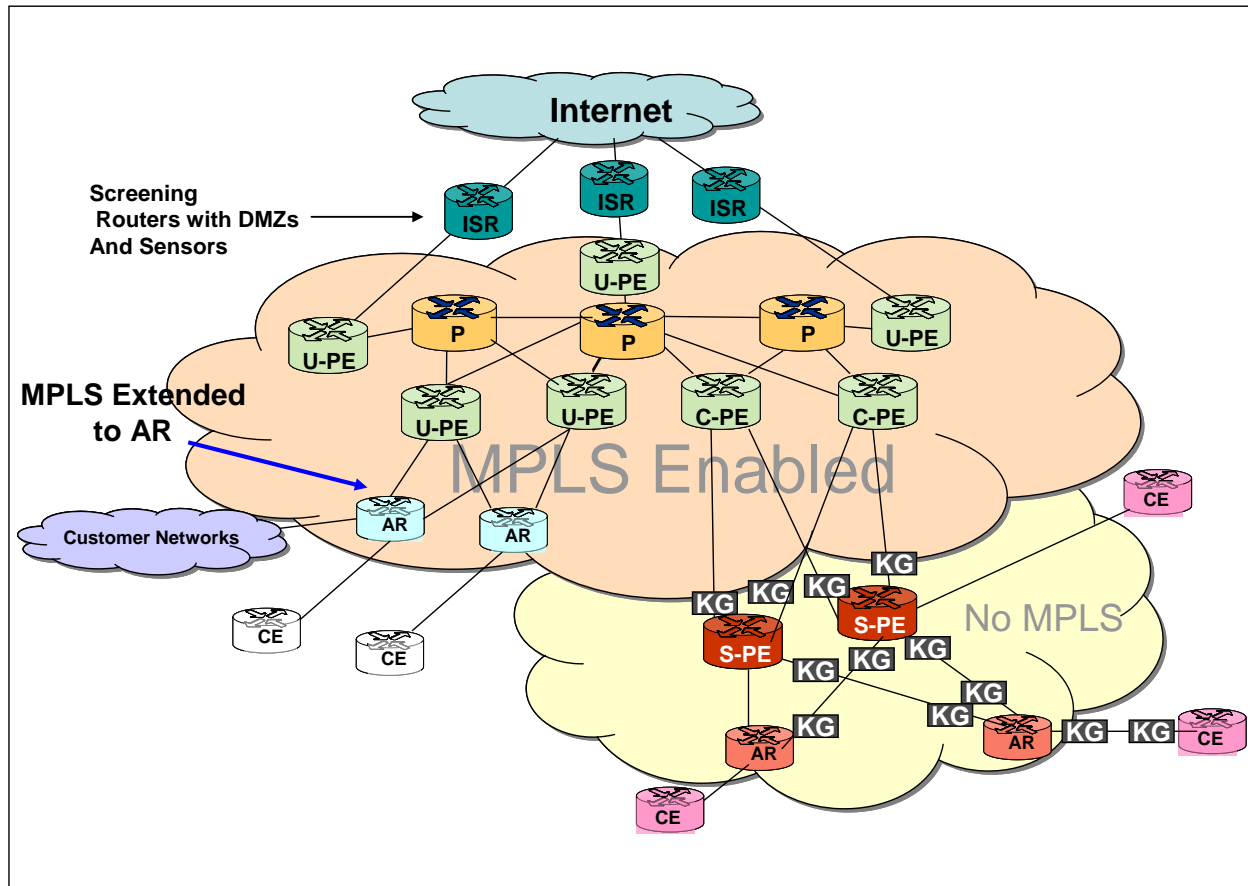 Internet
Screening
Routers with DMZs
And Sensors
ISR
ISR
ISR
U-PE
P
P
P
U-PE
U-PE
MPLS Extended
to AR
U-PE
U-PE
C-PE
C-PE
MPLS Enabled
CE
AR
AR
Customer Networks
KG
KG
KG
KG
CE
CE
S-PE
S-PE
No MPLS
KG
KG
KG
KG
KG
KG
AR
AR
KG
KG
CE
CE